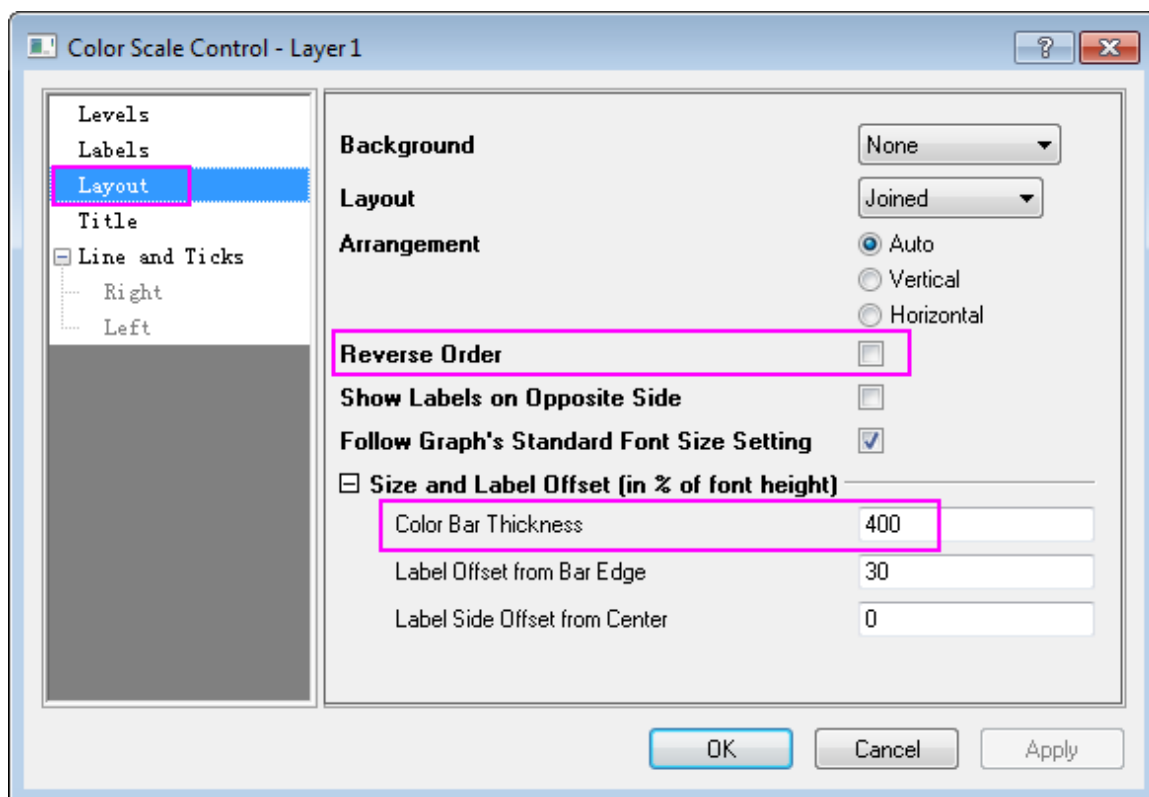 Color Scale Control - Layer 1
Levels
Labels
Layout
Title
Line and Ticks
Right
Left
Background None
Layout Joined
Arrangement Auto
Vertical
Horizontal
Reverse Order
Show Labels on Opposite Side
Follow Graph's Standard Font Size Setting
Size and Label Offset (in % of font height)
Color Bar Thickness 400
Label Offset from Bar Edge 30
Label Side Offset from Center 0
OK Cancel Apply